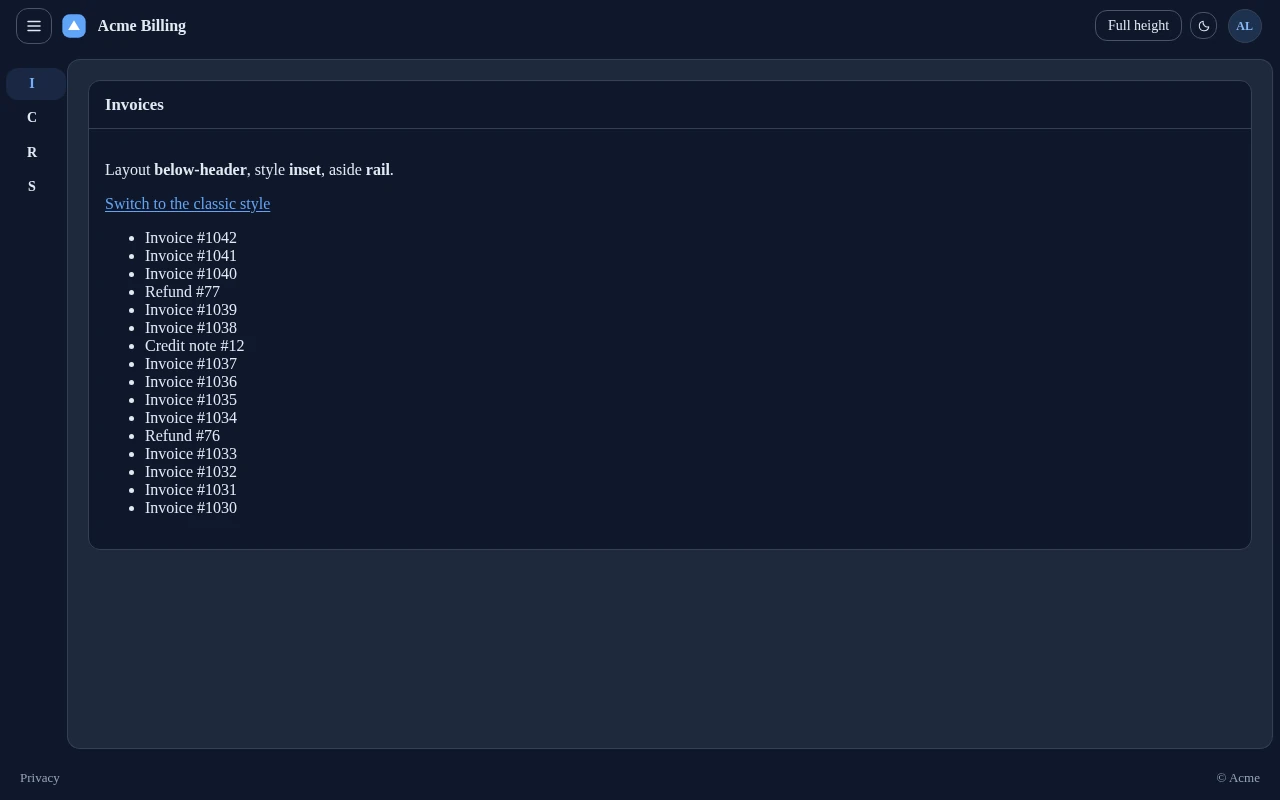 Acme Billing
Full height
AL
I
C
R
S
Invoices
Layout below-header, style inset, aside rail.
Switch to the classic style
Invoice #1042
Invoice #1041
Invoice #1040
Refund #77
Invoice #1039
Invoice #1038
Credit note #12
Invoice #1037
Invoice #1036
Invoice #1035
Invoice #1034
Refund #76
Invoice #1033
Invoice #1032
Invoice #1031
Invoice #1030
Privacy
© Acme